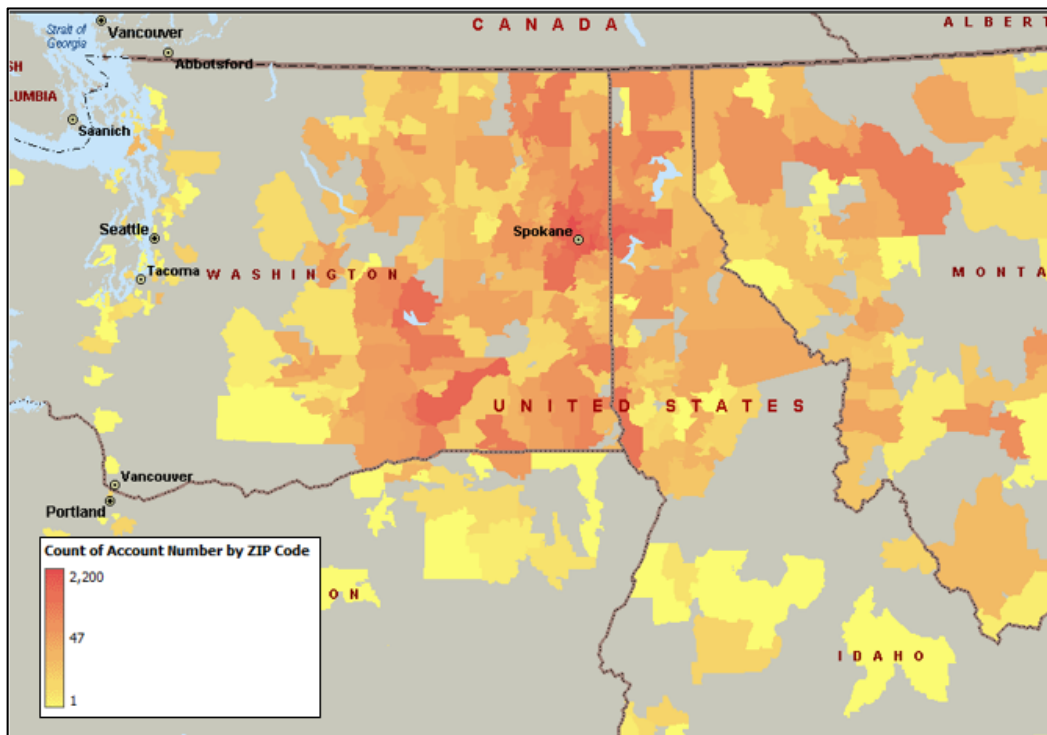 CANADA
ALBERT
Strait of
Georgia
Vancouver
Abbotsford
SH
LUMBIA
Saanich
Seattle
Spokane
Tacoma
WASHINGTON
MONTA
UNITED STATES
Vancouver
Portland
ON
IDAHO
Count of Account Number by ZIP Code
2,200
47
1